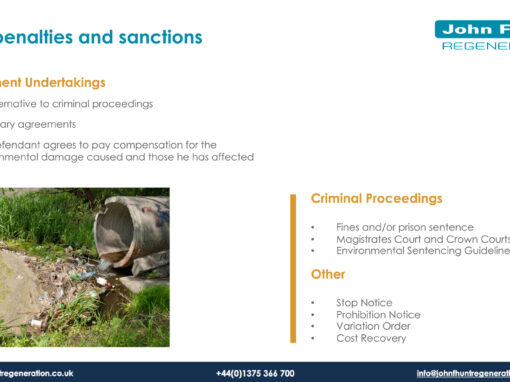 penalties and sanctions
John F
REGENE
ent Undertakings
ernative to criminal proceedings
ary agreements
efendant agrees to pay compensation for the
nmental damage caused and those he has affected
Criminal Proceedings
• Fines and/or prison sentence
• Magistrates Court and Crown Courts
• Environmental Sentencing Guideline
Other
• Stop Notice
• Prohibition Notice
• Variation Order
• Cost Recovery
tregeneration.co.uk
+44(0)1375 366 700
info@johnfhuntregenerati